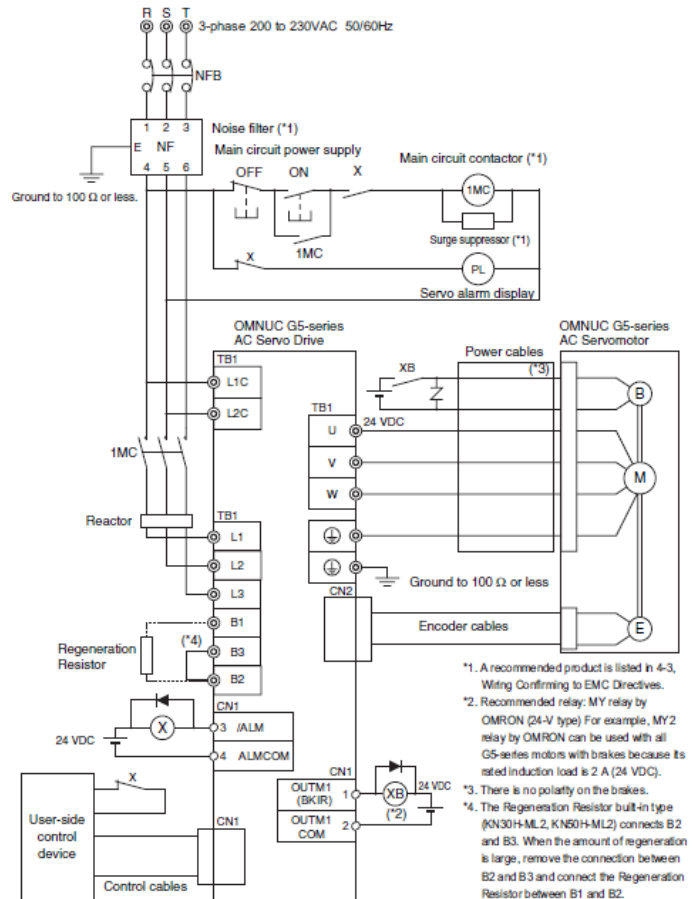 R S T
3-phase 200 to 230VAC 50/60Hz
NFB
1 2 3
Noise filter (*1)
E NF
4 5 6
Main circuit power supply
Ground to 100 Ω or less.
OFF ON X
Main circuit contactor (*1)
1MC
Surge suppressor (*1)
1MC
X
PL
Servo alarm display
OMNUC G5-series
AC Servo Drive
OMNUC G5-series
AC Servomotor
TB1
L1C
L2C
XB
Power cables
(*3)
B
TB1
24 VDC
U
V
W
M
1MC
Reactor
TB1
L1
L2
L3
Ground to 100 Ω or less
CN2
Encoder cables
E
B1
(*4)
B3
B2
Regeneration
Resistor
CN1
X
3 /ALM
24 VDC
4 ALMCOM
X
User-side
control
device
CN1
Control cables
CN1
OUTM1
(BKIR)
1
XB
24 VDC
(*2)
OUTM1
COM
2
*1. A recommended product is listed in 4-3,
Wiring Confirming to EMC Directives.
*2. Recommended relay: MY relay by
OMRON (24-V type) For example, MY2
relay by OMRON can be used with all
G5-series motors with brakes because its
rated induction load is 2 A (24 VDC).
*3. There is no polarity on the brakes.
*4. The Regeneration Resistor built-in type
(KN30H-ML2, KN50H-ML2) connects B2
and B3. When the amount of regeneration
is large, remove the connection between
B2 and B3 and connect the Regeneration
Resistor between B1 and B2.